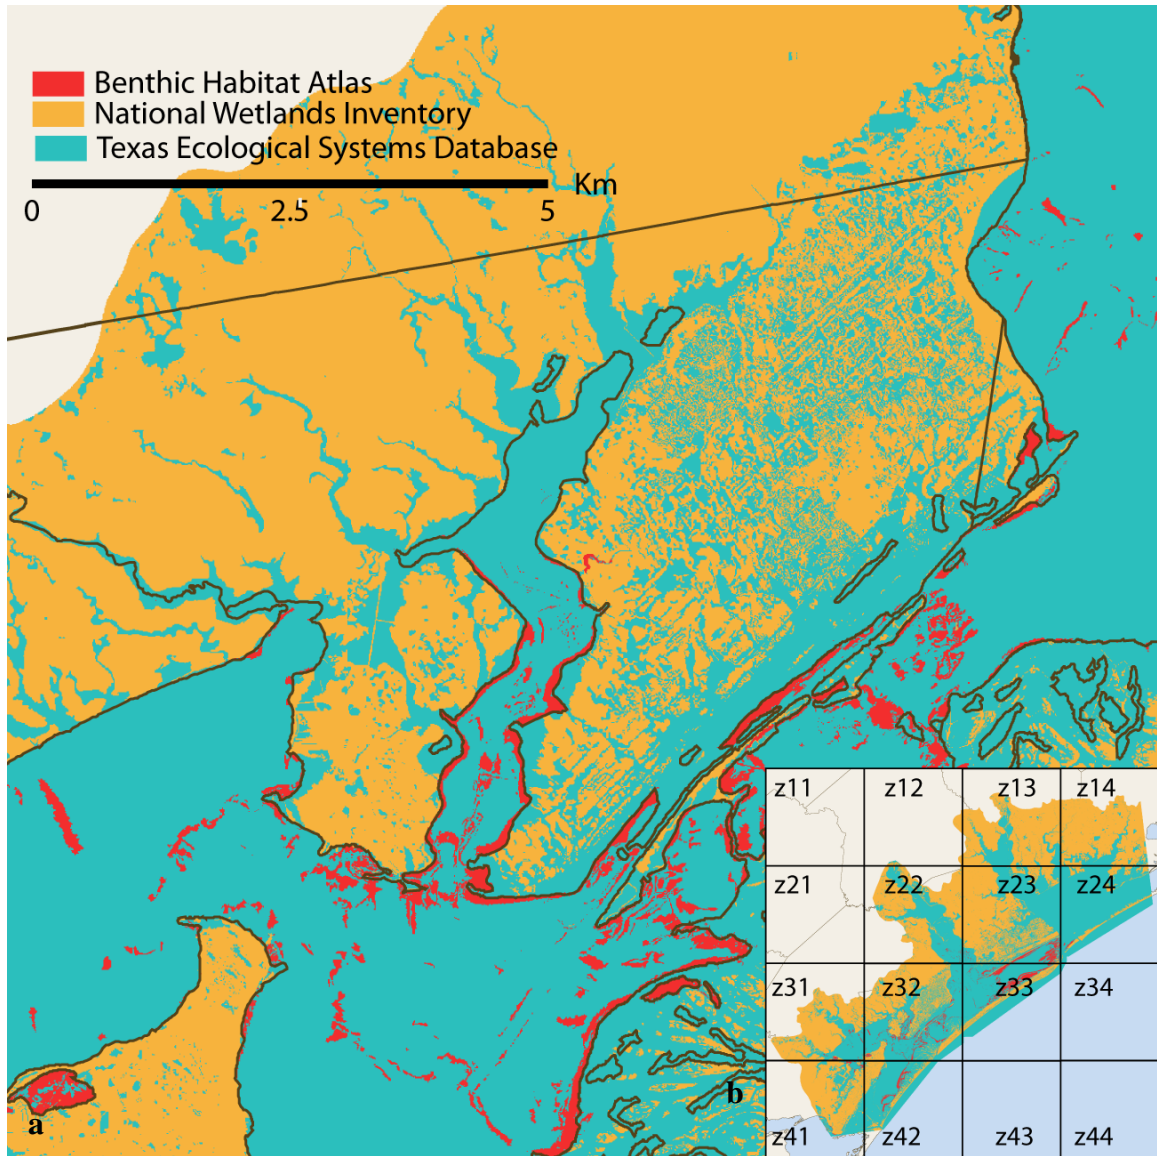 Benthic Habitat Atlas
National Wetlands Inventory
Texas Ecological Systems Database
Km
0 2.5 5
z11 z12 z13 z14
z21 z22 z23 z24
z31 z32 z33 z34
b
a
z41 z42 z43 z44